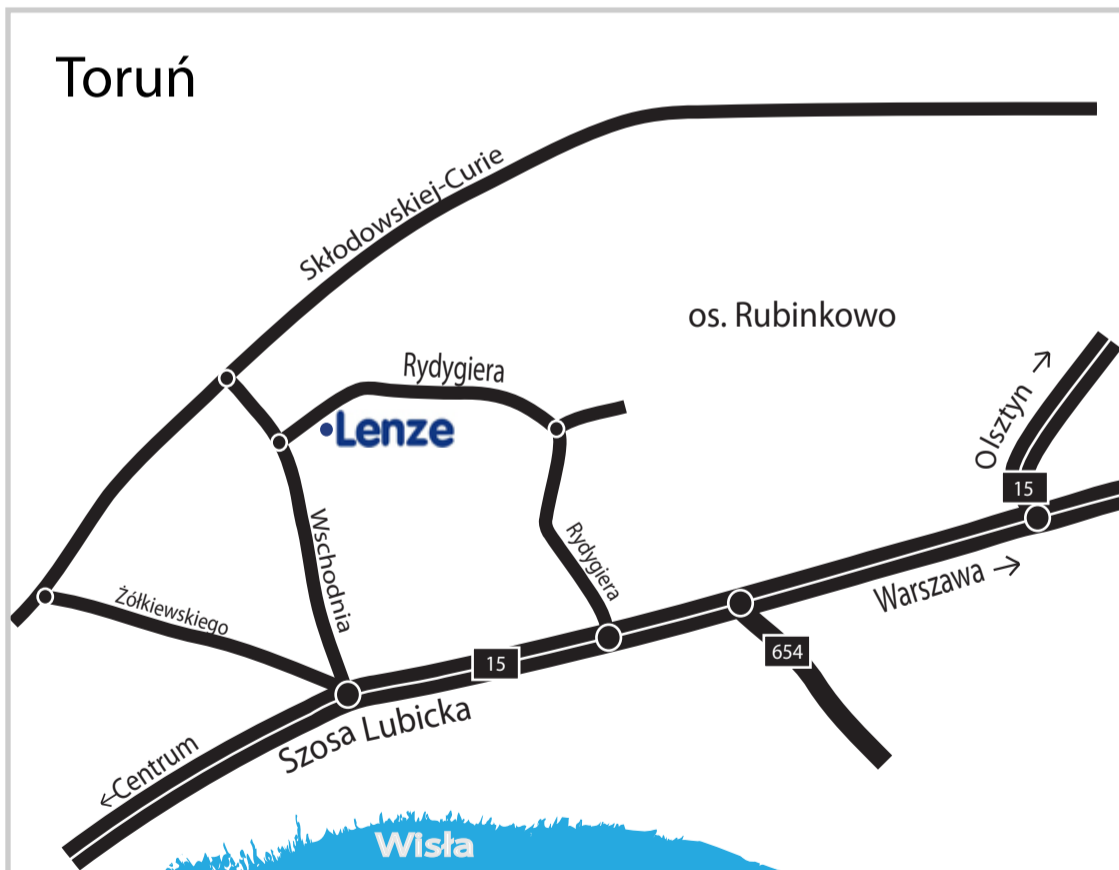 Toruń
Skłodowskiej-Curie
os. Rubinkowo
Rydygiera
Olsztyn →
Lenze
15
Wschodnia
Rydygiera
Warszawa →
Żółkiewskiego
654
15
Szosa Lubicka
←Centrum
Wisła